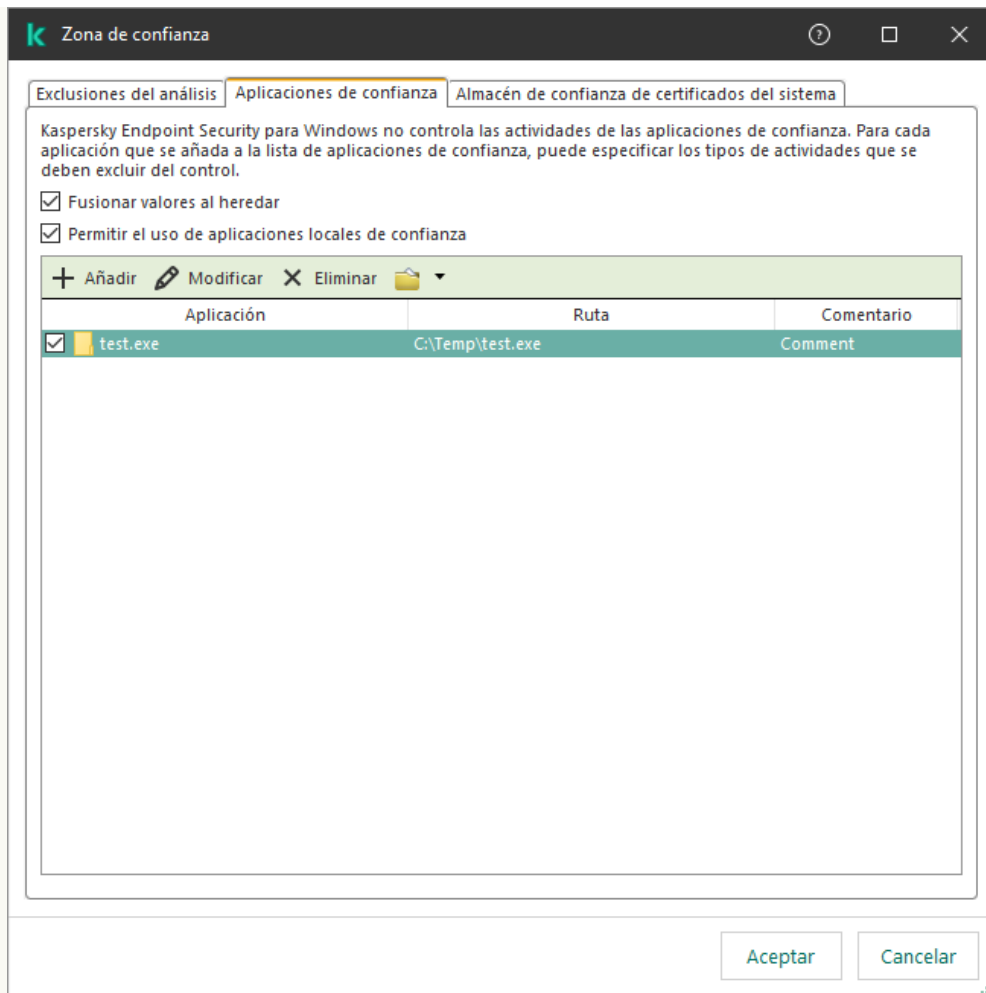 Zona de confianza
Exclusiones del análisis Aplicaciones de confianza Almacén de confianza de certificados del sistema
Kaspersky Endpoint Security para Windows no controla las actividades de las aplicaciones de confianza. Para cada
aplicación que se añada a la lista de aplicaciones de confianza, puede especificar los tipos de actividades que se
deben excluir del control.
Fusionar valores al heredar
Permitir el uso de aplicaciones locales de confianza
Añadir Modificar Eliminar
Aplicación Ruta Comentario
test.exe C:\Temp\test.exe Comment
Aceptar Cancelar